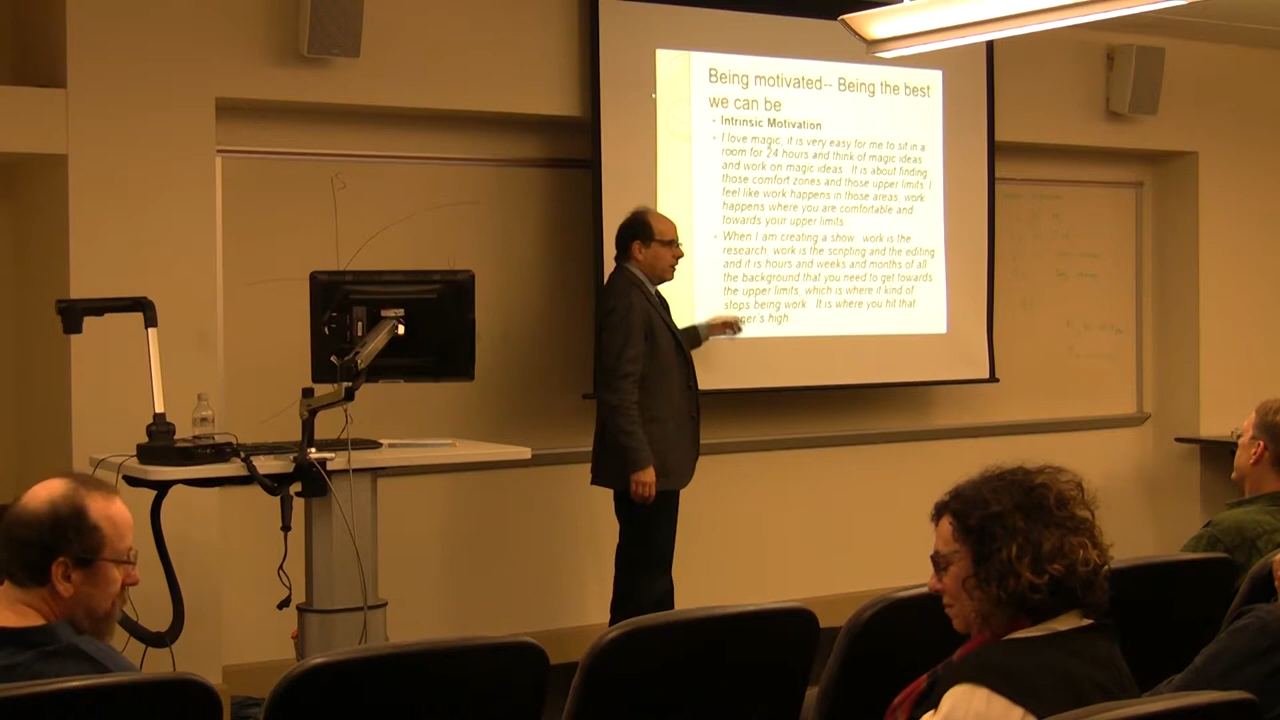 Being motivated-- Being the best
we can be
- Intrinsic Motivation
- I love magic, it is very easy for me to sit in a
room for 24 hours and think of magic ideas
and work on magic ideas. It is about finding
those comfort zones and those upper limits. I
feel like work happens in those areas, work
happens where you are comfortable and
towards your upper limits.
- When I am creating a show, work is the
research, work is the scripting and the editing
and it is hours and weeks and months of all
the background that you need to get towards
the upper limits, which is where it kind of
stops being work. It is where you hit that
high